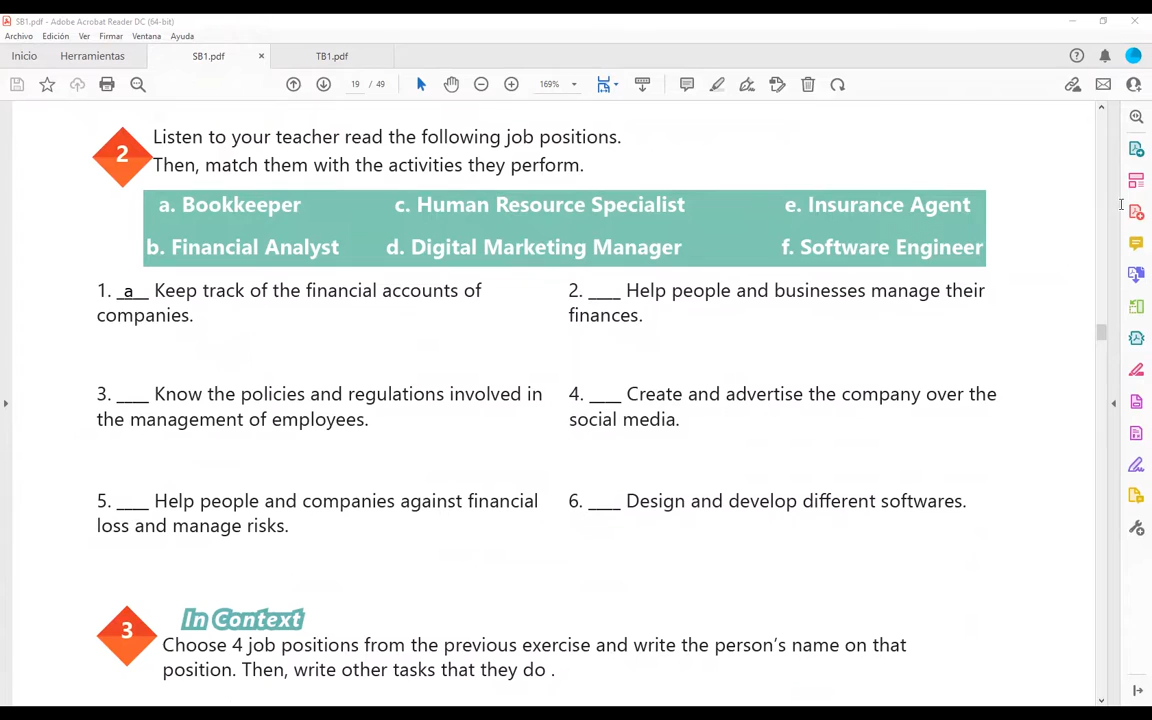 SB1.pdf - Adobe Acrobat Reader DC (64-bit)
Archivo Edición Ver Firmar Ventana Ayuda
Inicio Herramientas SB1.pdf × TB1.pdf
19 / 49 169%
2 Listen to your teacher read the following job positions.
Then, match them with the activities they perform.
a. Bookkeeper c. Human Resource Specialist e. Insurance Agent
b. Financial Analyst d. Digital Marketing Manager f. Software Engineer
1. _a__ Keep track of the financial accounts of
companies.
2. ____ Help people and businesses manage their
finances.
3. ____ Know the policies and regulations involved in
the management of employees.
4. ____ Create and advertise the company over the
social media.
5. ____ Help people and companies against financial
loss and manage risks.
6. ____ Design and develop different softwares.
3 In Context
Choose 4 job positions from the previous exercise and write the person's name on that
position. Then, write other tasks that they do .